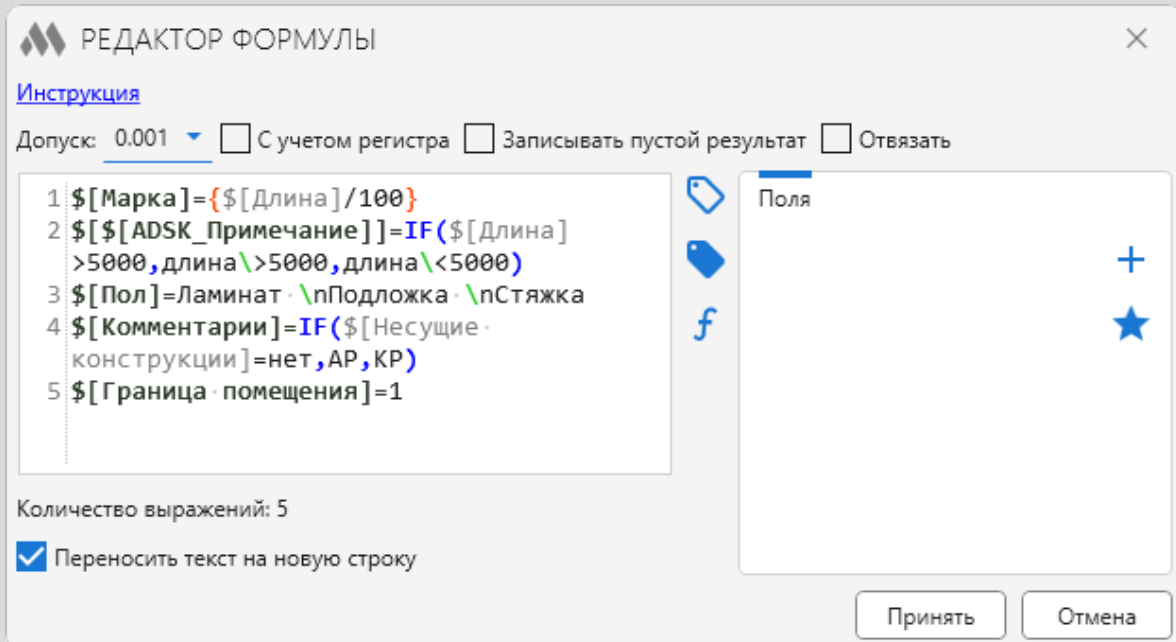 РЕДАКТОР ФОРМУЛЫ
Инструкция
Допуск: 0.001 С учетом регистра Записывать пустой результат Отвязать
1 $[Марка]={$[Длина]/100}
2 $[$[ADSK_Примечание]]=IF($[Длина]
>5000,длина\>5000,длина\<5000)
3 $[Пол]=Ламинат·\nПодложка·\nСтяжка
4 $[Комментарии]=IF($[Несущие·
конструкции]=нет,АР,КР)
5 $[Граница·помещения]=1
Поля
Количество выражений: 5
Переносить текст на новую строку
Принять Отмена